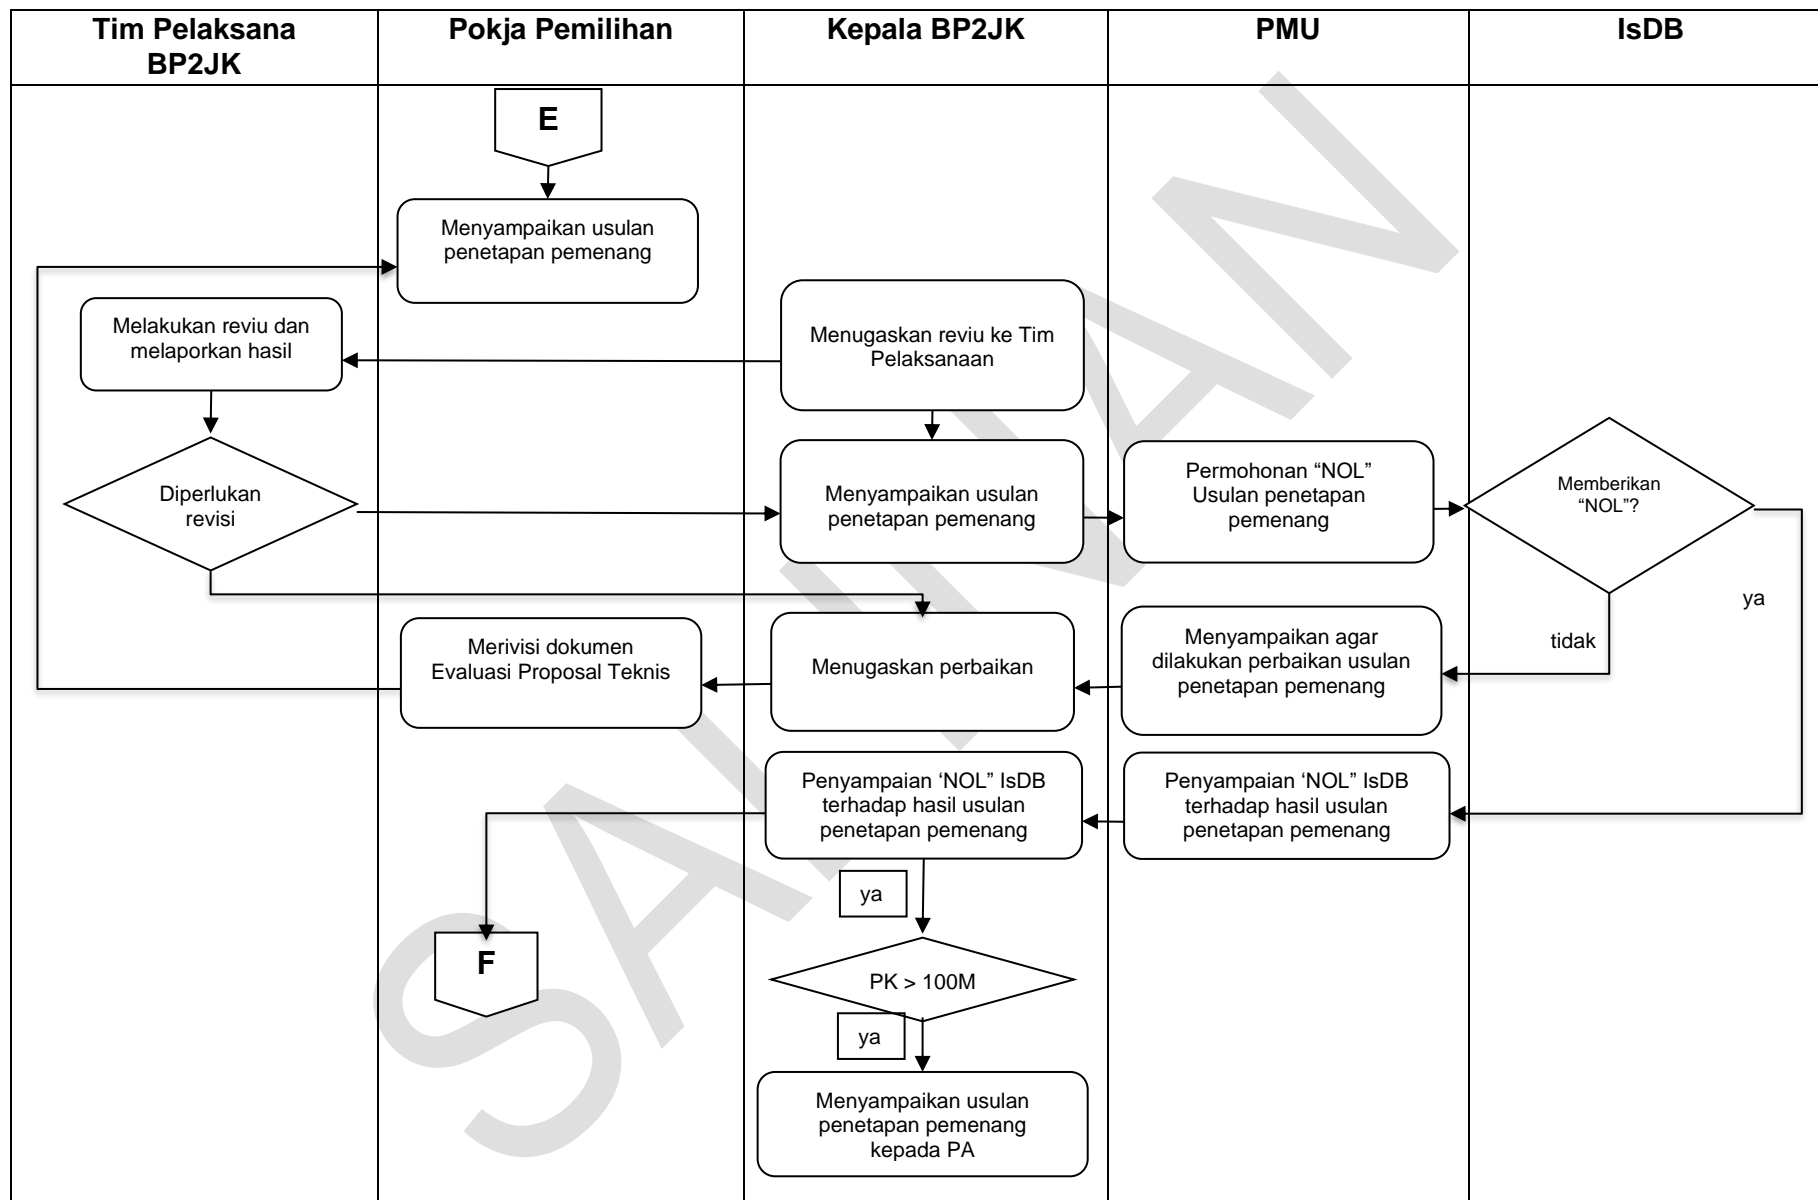 Tim Pelaksana
BP2JK
Pokja Pemilihan
Kepala BP2JK
PMU
IsDB
E
Menyampaikan usulan
penetapan pemenang
Melakukan reviu dan
melaporkan hasil
Menugaskan reviu ke Tim
Pelaksanaan
Diperlukan
revisi
Menyampaikan usulan
penetapan pemenang
Permohonan “NOL”
Usulan penetapan
pemenang
Memberikan
“NOL”?
ya
tidak
Merivisi dokumen
Evaluasi Proposal Teknis
Menugaskan perbaikan
Menyampaikan agar
dilakukan perbaikan usulan
penetapan pemenang
Penyampaian ‘NOL” IsDB
terhadap hasil usulan
penetapan pemenang
Penyampaian ‘NOL” IsDB
terhadap hasil usulan
penetapan pemenang
ya
F
PK > 100M
ya
Menyampaikan usulan
penetapan pemenang
kepada PA
SALINAN